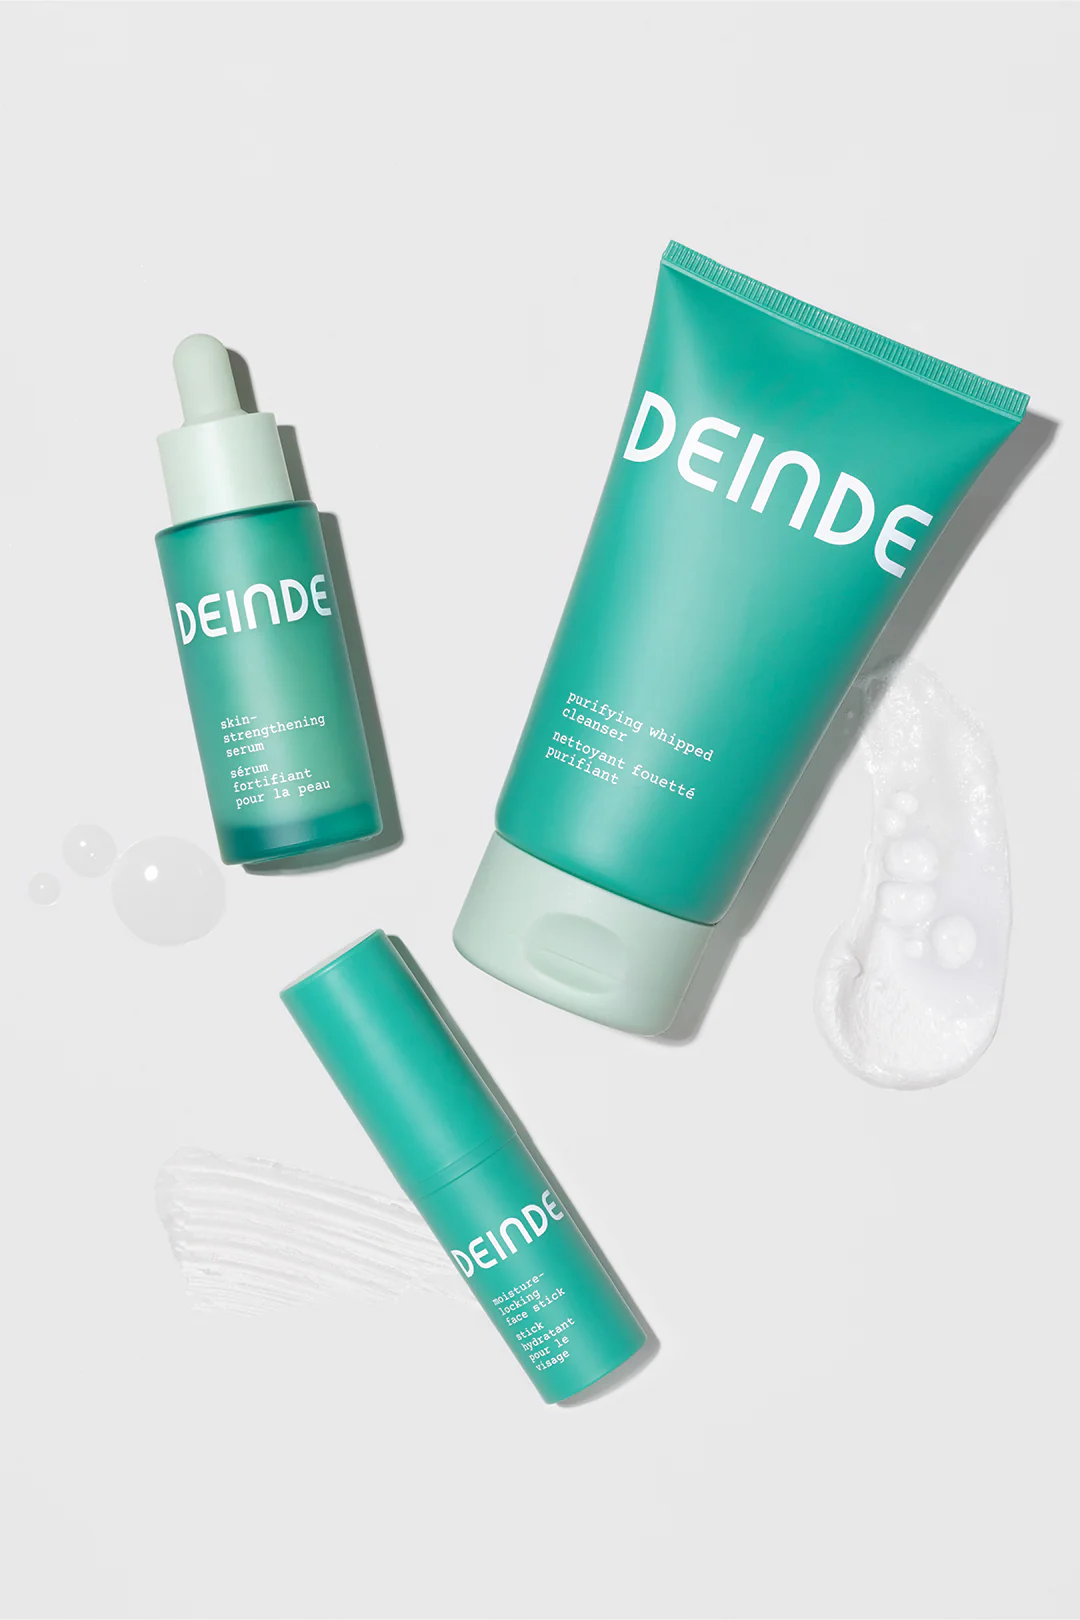 DEINDE
skin-
strengthening
serum
sérum
fortifiant
pour la peau
DEINDE
purifying whipped
cleanser
nettoyant fouetté
purifiant
DEINDE
moisture-
locking
face stick
stick
hydratant
pour le
visage